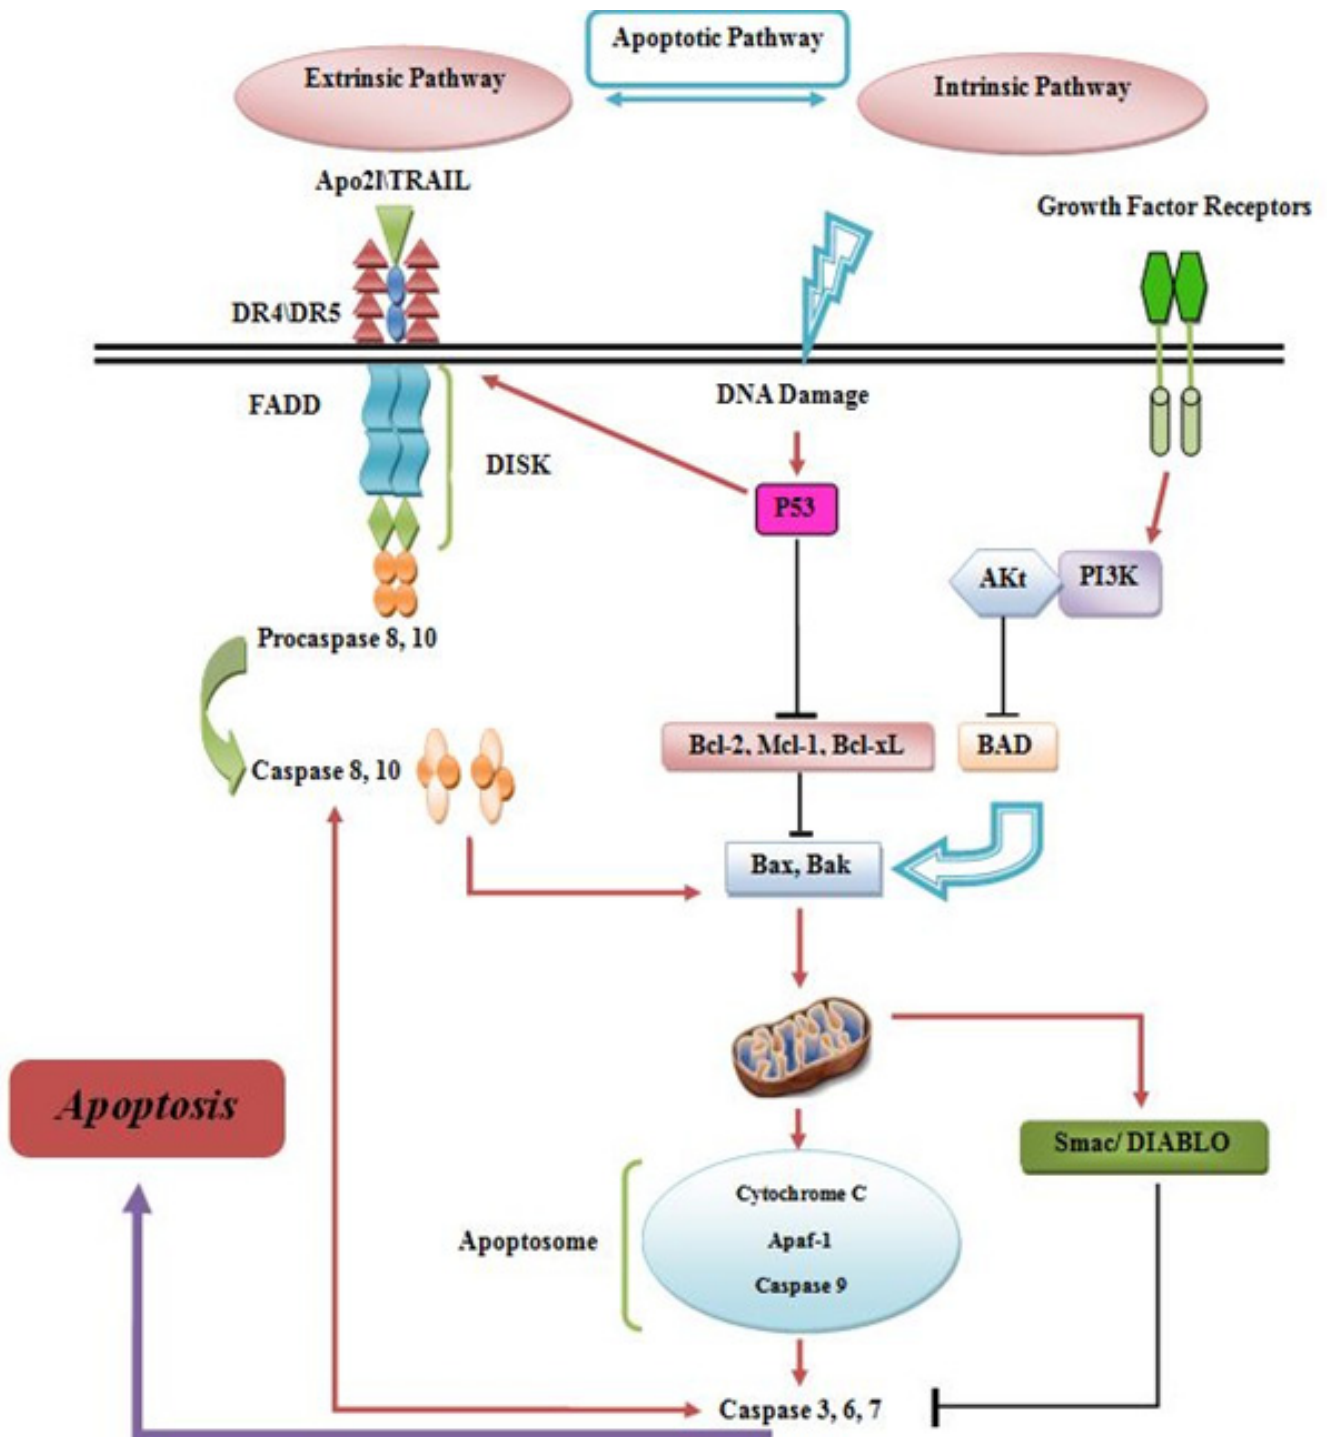 Apoptotic Pathway
Extrinsic Pathway
Intrinsic Pathway
Apo2l\TRAIL
Growth Factor Receptors
DR4\DR5
DNA Damage
FADD
DISK
P53
AKt
PI3K
Procaspase 8, 10
Bcl-2, Mcl-1, Bcl-xL
BAD
Caspase 8, 10
Bax, Bak
Apoptosis
Smac/ DIABLO
Cytochrome C
Apoptosome
Apaf-1
Caspase 9
Caspase 3, 6, 7